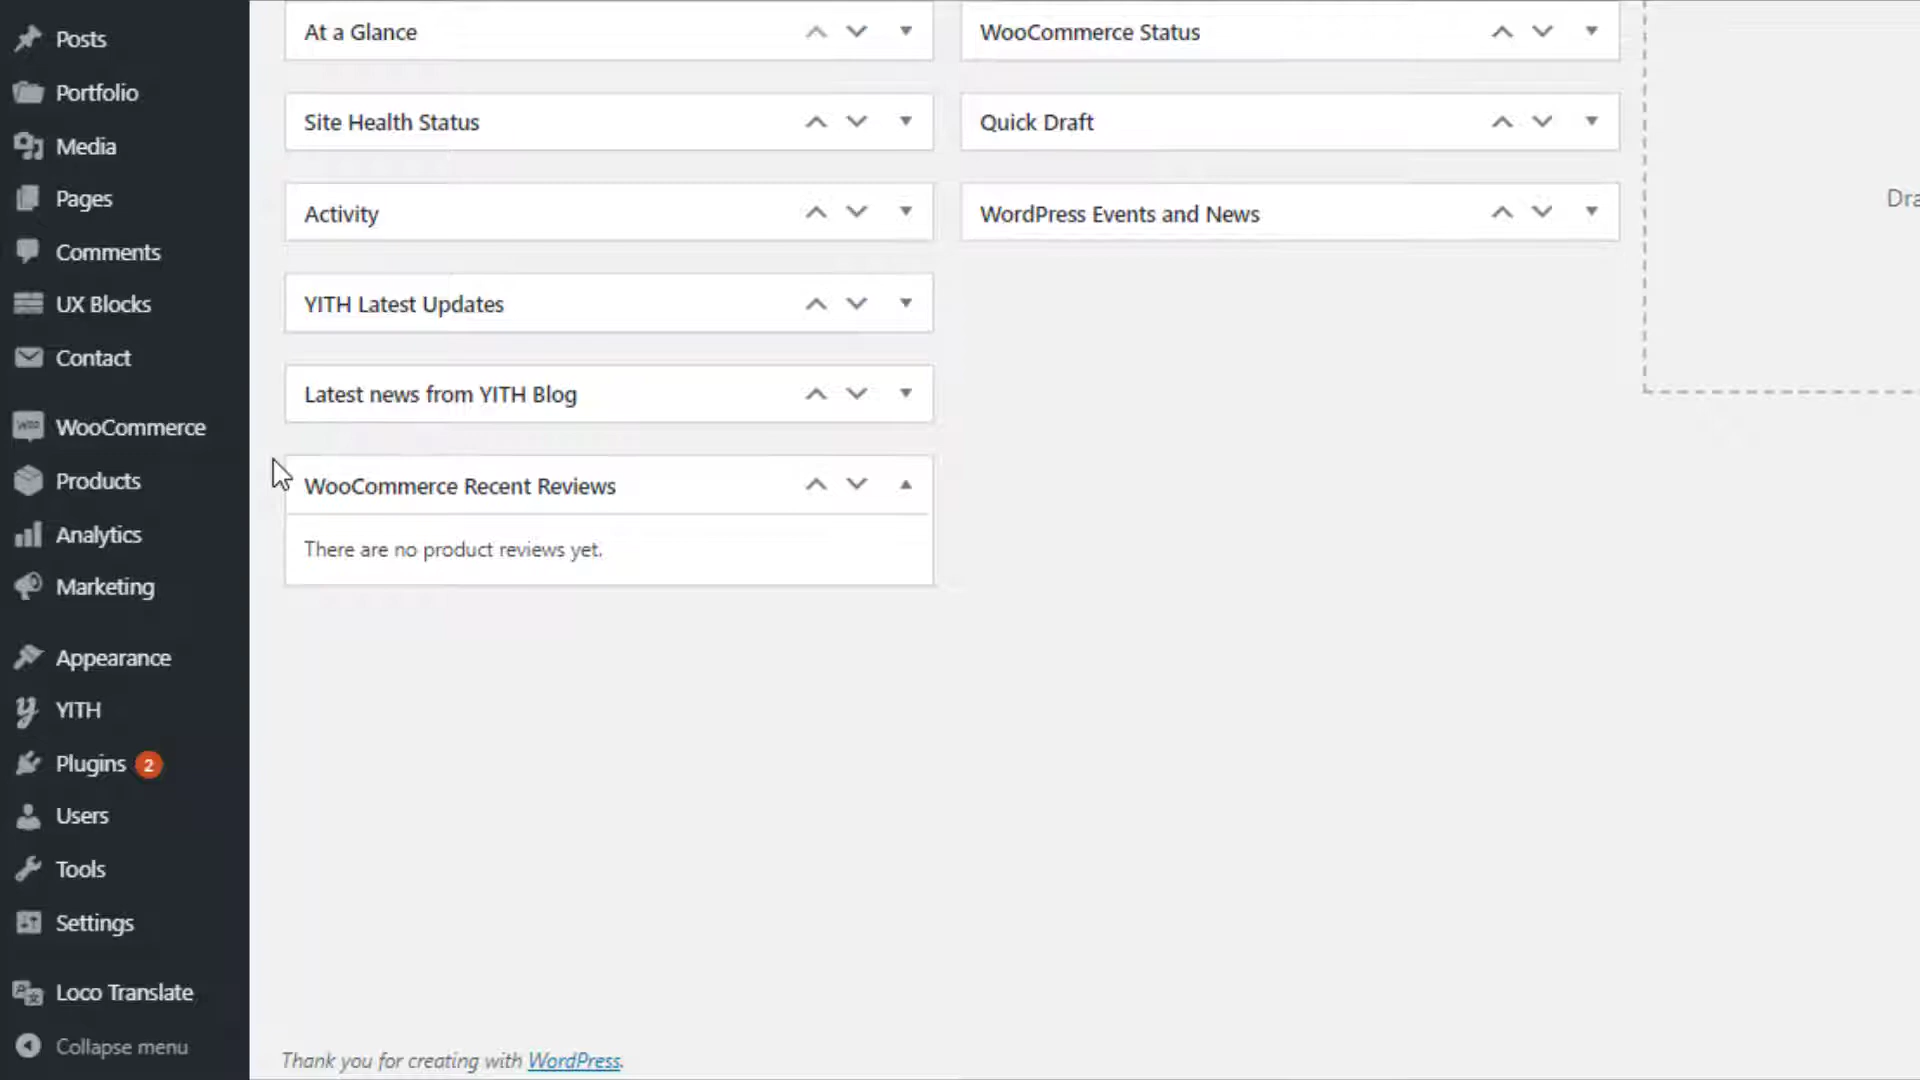 Posts
Portfolio
Media
Pages
Comments
UX Blocks
Contact
WooCommerce
Products
Analytics
Marketing
Appearance
YITH
Plugins 2
Users
Tools
Settings
Loco Translate
Collapse menu
At a Glance
Site Health Status
Activity
YITH Latest Updates
Latest news from YITH Blog
WooCommerce Recent Reviews
There are no product reviews yet.
WooCommerce Status
Quick Draft
WordPress Events and News
Dra
Thank you for creating with WordPress.